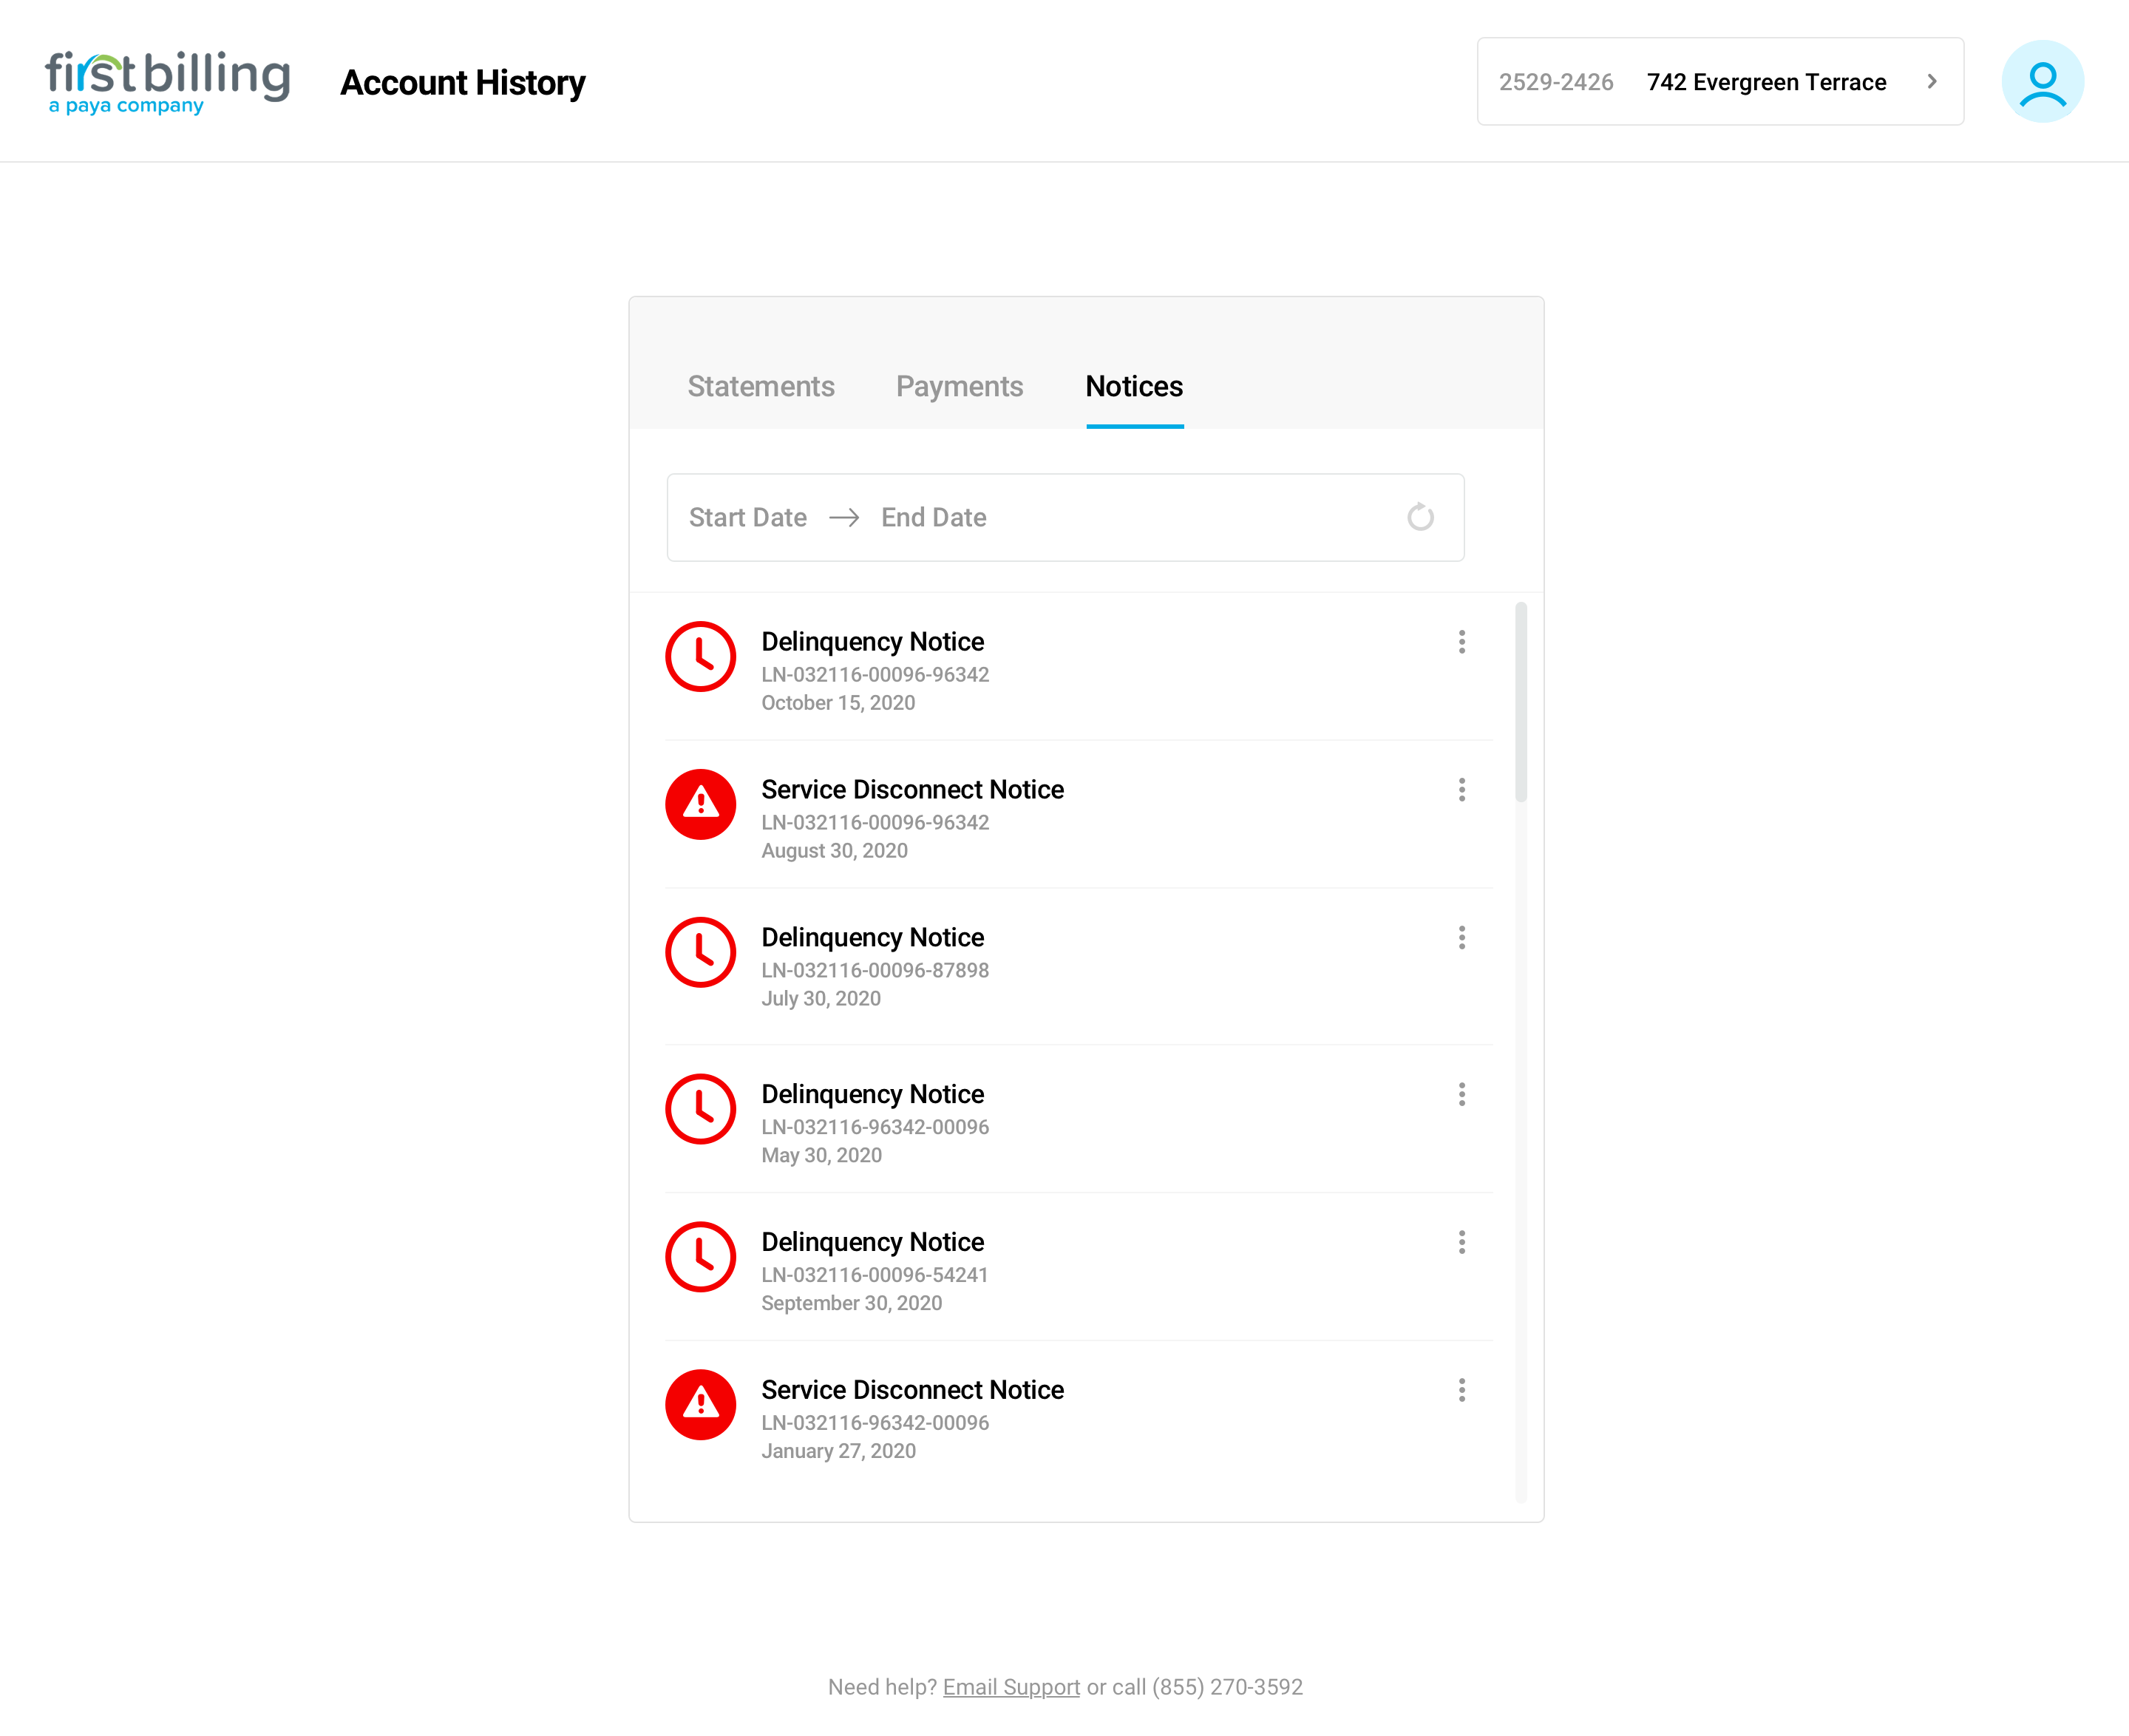 firstbilling
a paya company
Account History
2529-2426 742 Evergreen Terrace
Statements Payments Notices
Start Date → End Date
Delinquency Notice
LN-032116-00096-96342
October 15, 2020
Service Disconnect Notice
LN-032116-00096-96342
August 30, 2020
Delinquency Notice
LN-032116-00096-87898
July 30, 2020
Delinquency Notice
LN-032116-96342-00096
May 30, 2020
Delinquency Notice
LN-032116-00096-54241
September 30, 2020
Service Disconnect Notice
LN-032116-96342-00096
January 27, 2020
Need help? Email Support or call (855) 270-3592